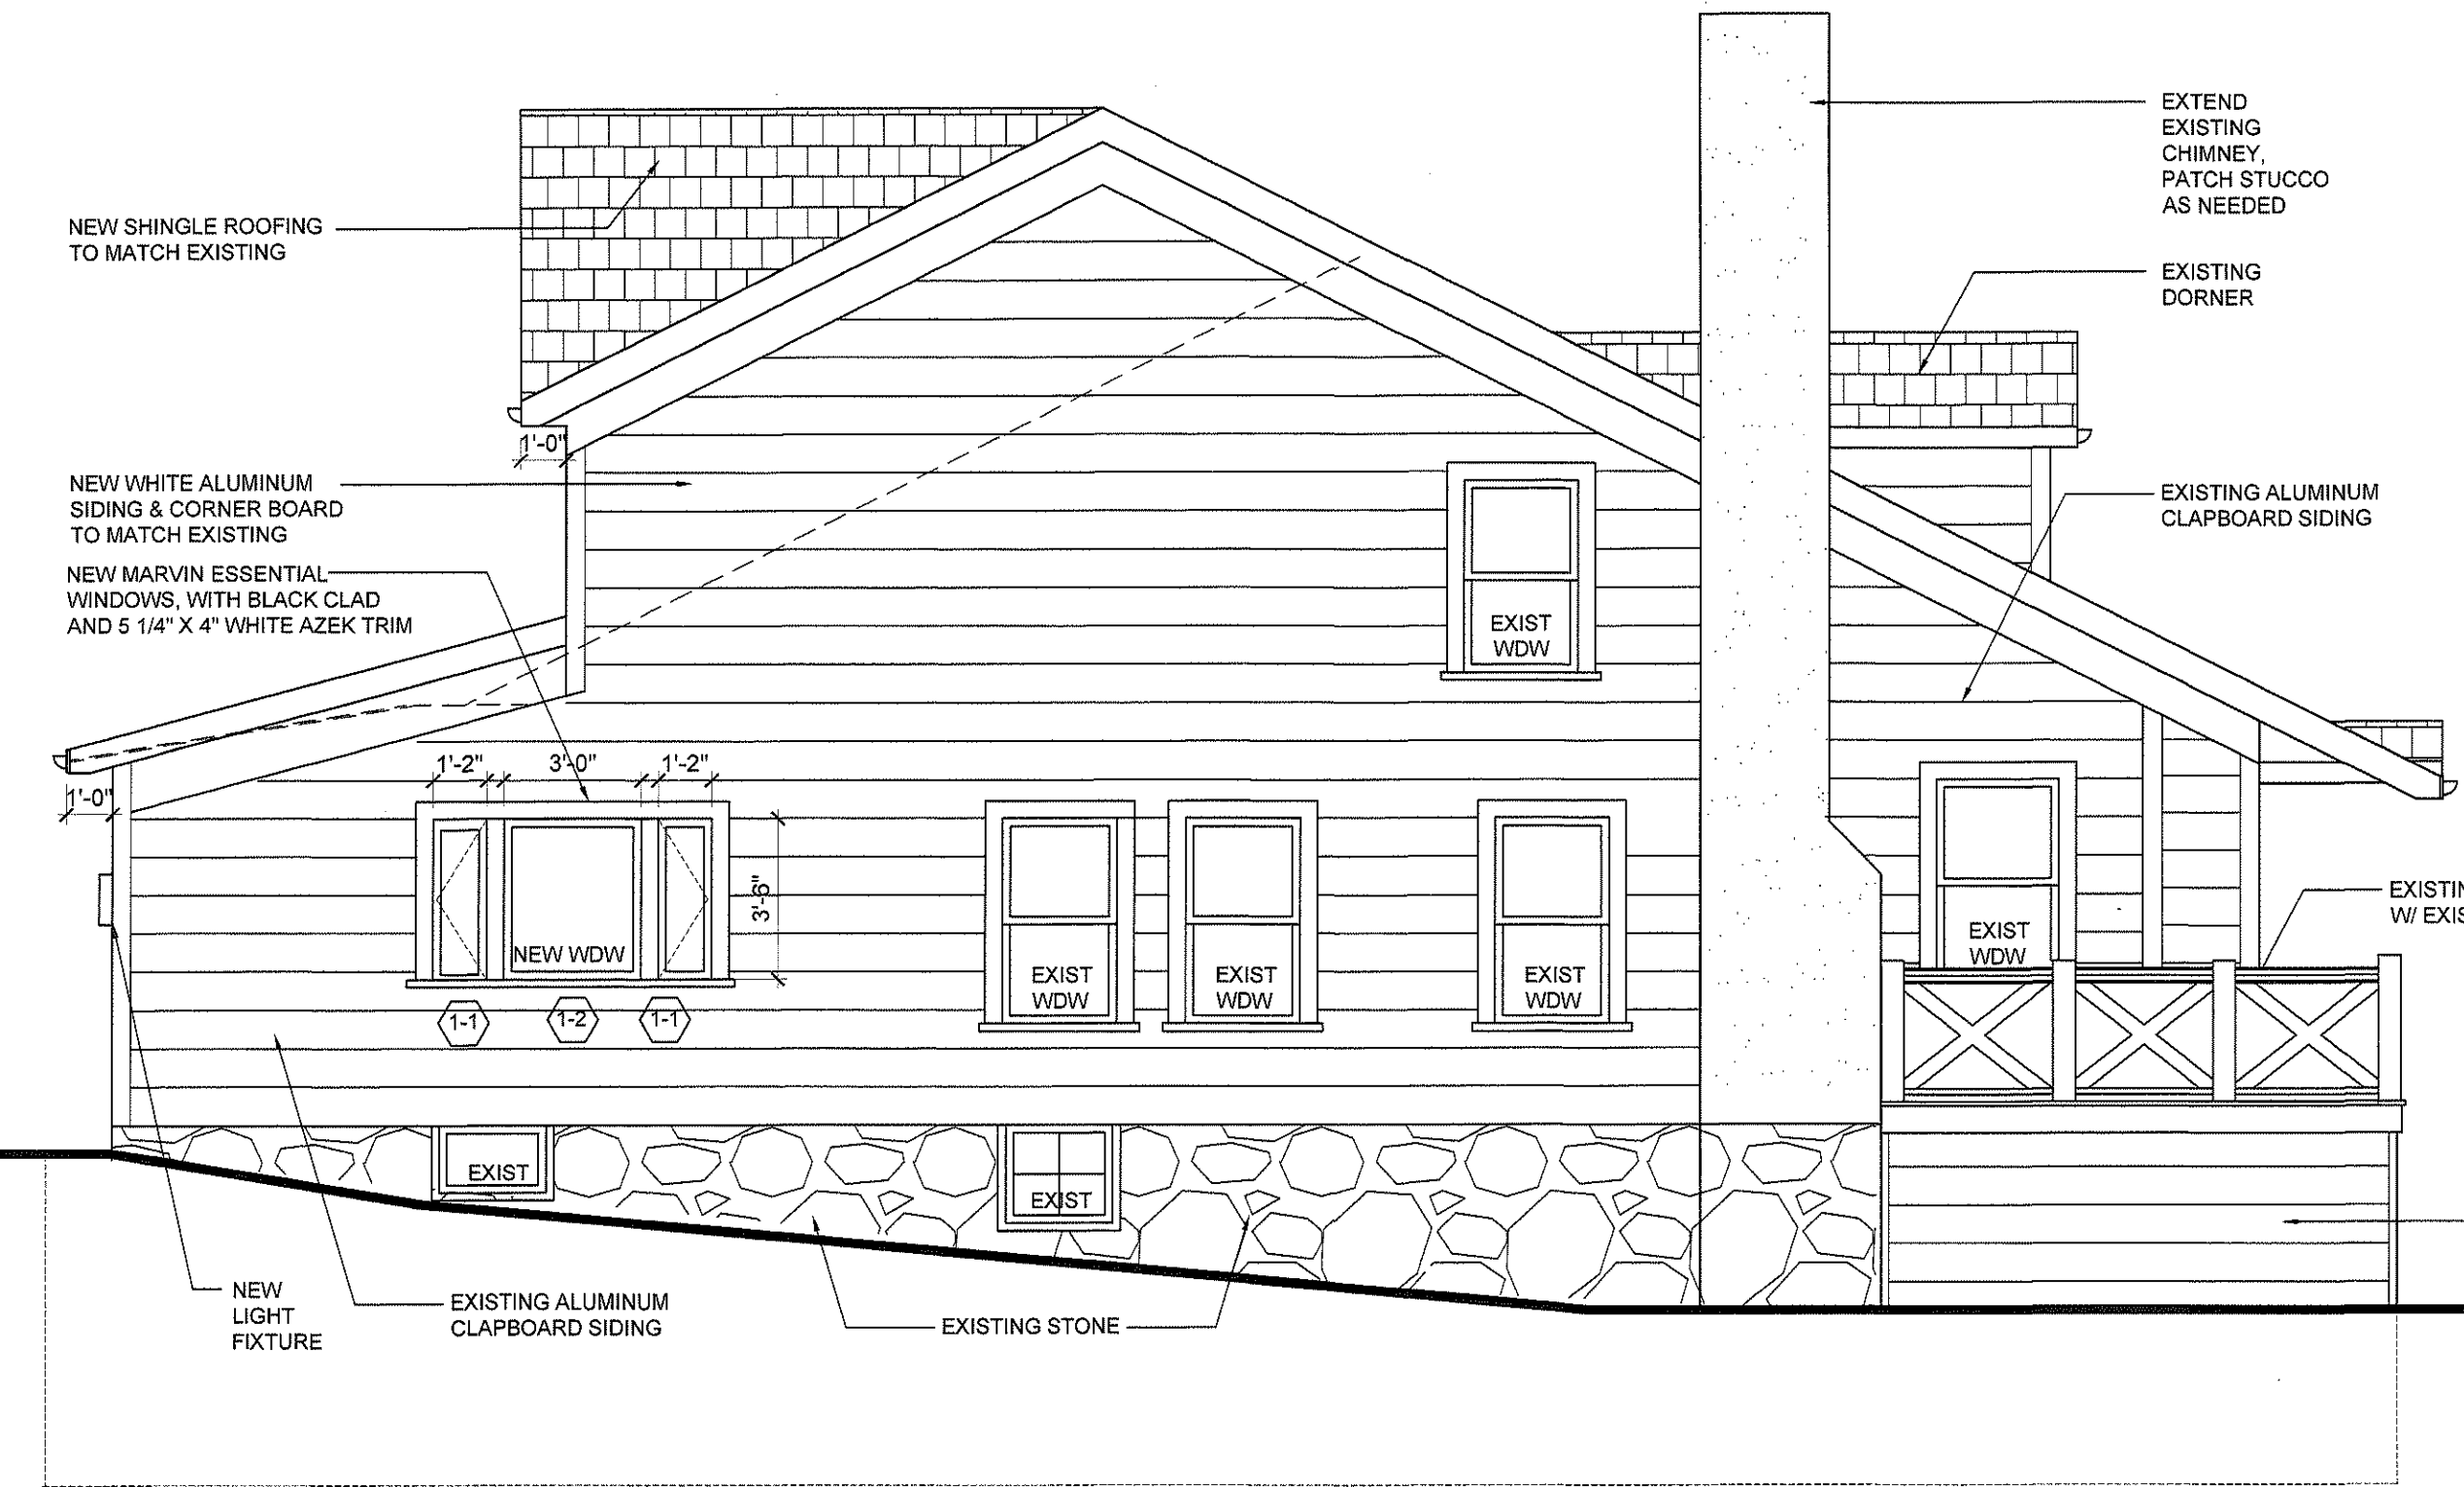 EXTEND
EXISTING
CHIMNEY,
PATCH STUCCO
AS NEEDED
NEW SHINGLE ROOFING
TO MATCH EXISTING
EXISTING
DORNER
1'-0"
NEW WHITE ALUMINUM
SIDING & CORNER BOARD
TO MATCH EXISTING
EXISTING ALUMINUM
CLAPBOARD SIDING
NEW MARVIN ESSENTIAL
WINDOWS, WITH BLACK CLAD
AND 5 1/4" X 4" WHITE AZEK TRIM
EXIST
WDW
1'-2" 3'-0" 1'-2"
1'-0"
3'-6"
NEW WDW
EXIST
WDW
EXIST
WDW
EXIST
WDW
EXIST
WDW
W/
1-1 1-2 1-1
EXIST
EXIST
NEW
LIGHT
FIXTURE
EXISTING ALUMINUM
CLAPBOARD SIDING
EXISTING STONE